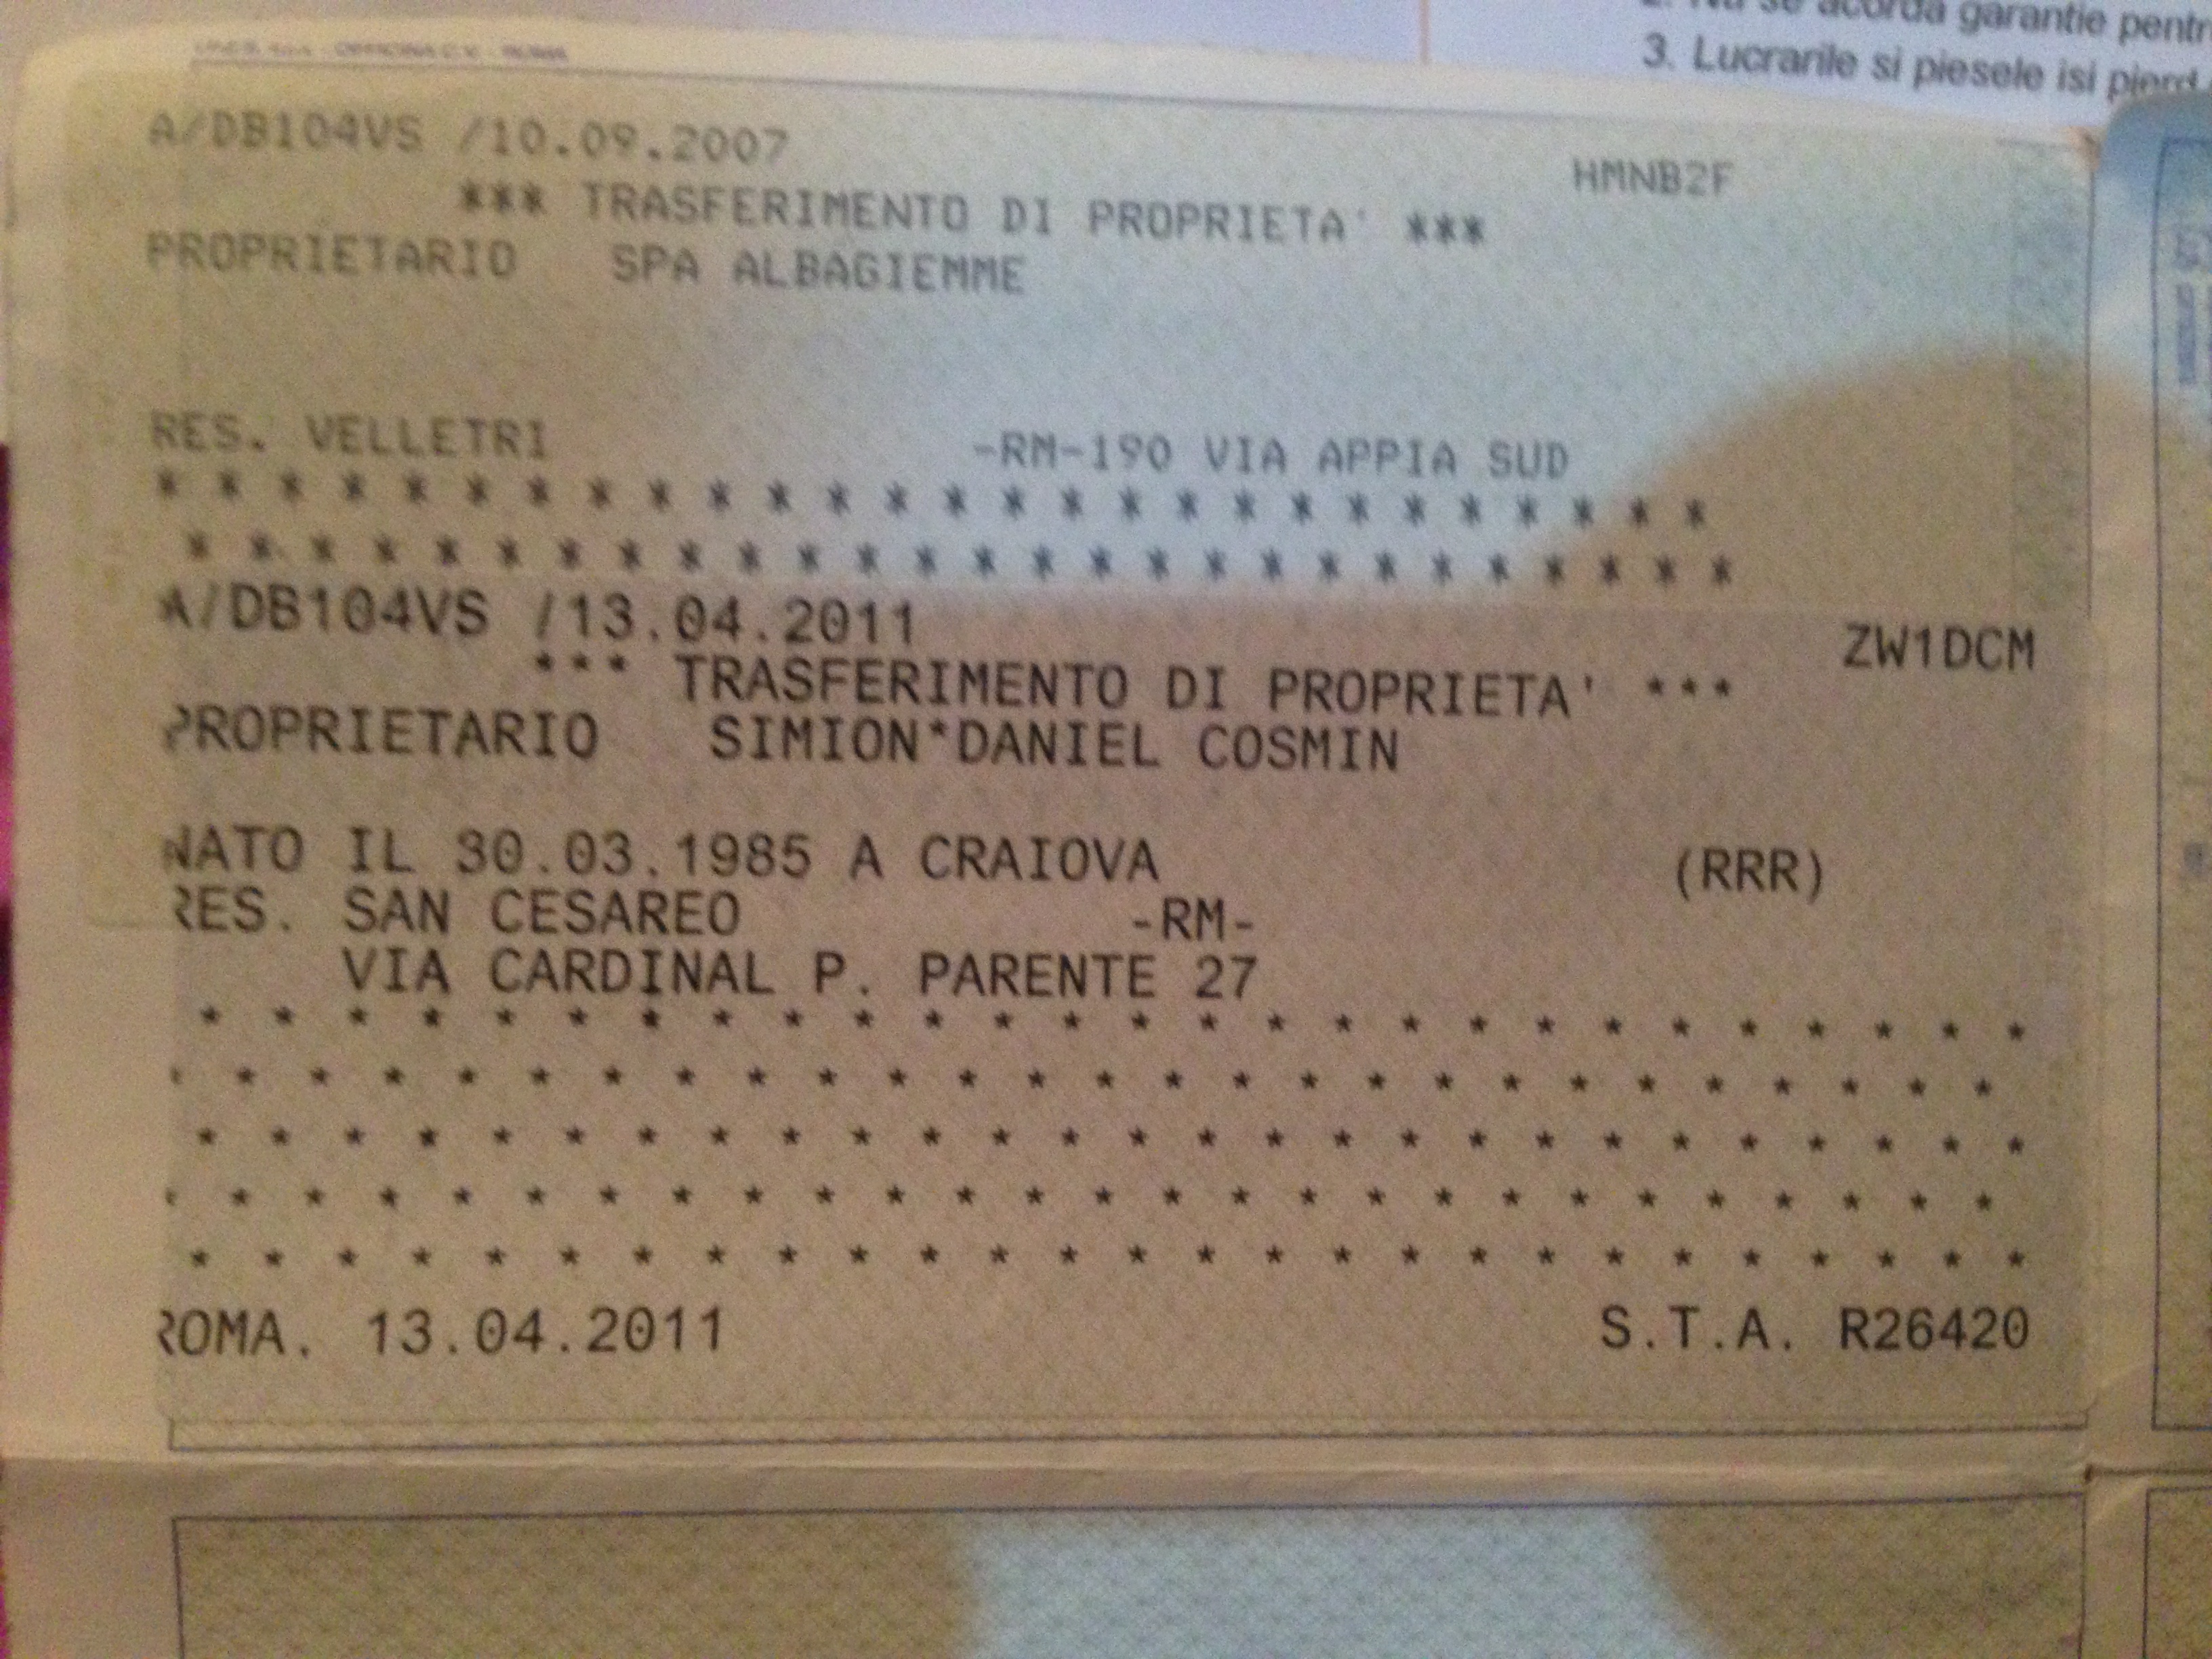 2. Nu se acorda garantie pentr
3. Lucrarile si piesele isi pierd
OFFICINA C.V. - ROMA
A/DB104VS /10.09.2007 HMNB2F
*** TRASFERIMENTO DI PROPRIETA' ***
PROPRIETARIO SPA ALBAGIEMME
RES. VELLETRI -RM-190 VIA APPIA SUD
* * * * * * * * * * * * * * * * * * * * * * * * * * *
* * * * * * * * * * * * * * * * * * * * * * * * * * *
A/DB104VS /13.04.2011 ZW1DCM
*** TRASFERIMENTO DI PROPRIETA' ***
PROPRIETARIO SIMION*DANIEL COSMIN
NATO IL 30.03.1985 A CRAIOVA (RRR)
RES. SAN CESAREO -RM-
VIA CARDINAL P. PARENTE 27
* * * * * * * * * * * * * * * * * * * * * * * * * * *
* * * * * * * * * * * * * * * * * * * * * * * * * * *
* * * * * * * * * * * * * * * * * * * * * * * * * * *
* * * * * * * * * * * * * * * * * * * * * * * * * * *
* * * * * * * * * * * * * * * * * * * * * * * * * * *
ROMA. 13.04.2011 S.T.A. R26420